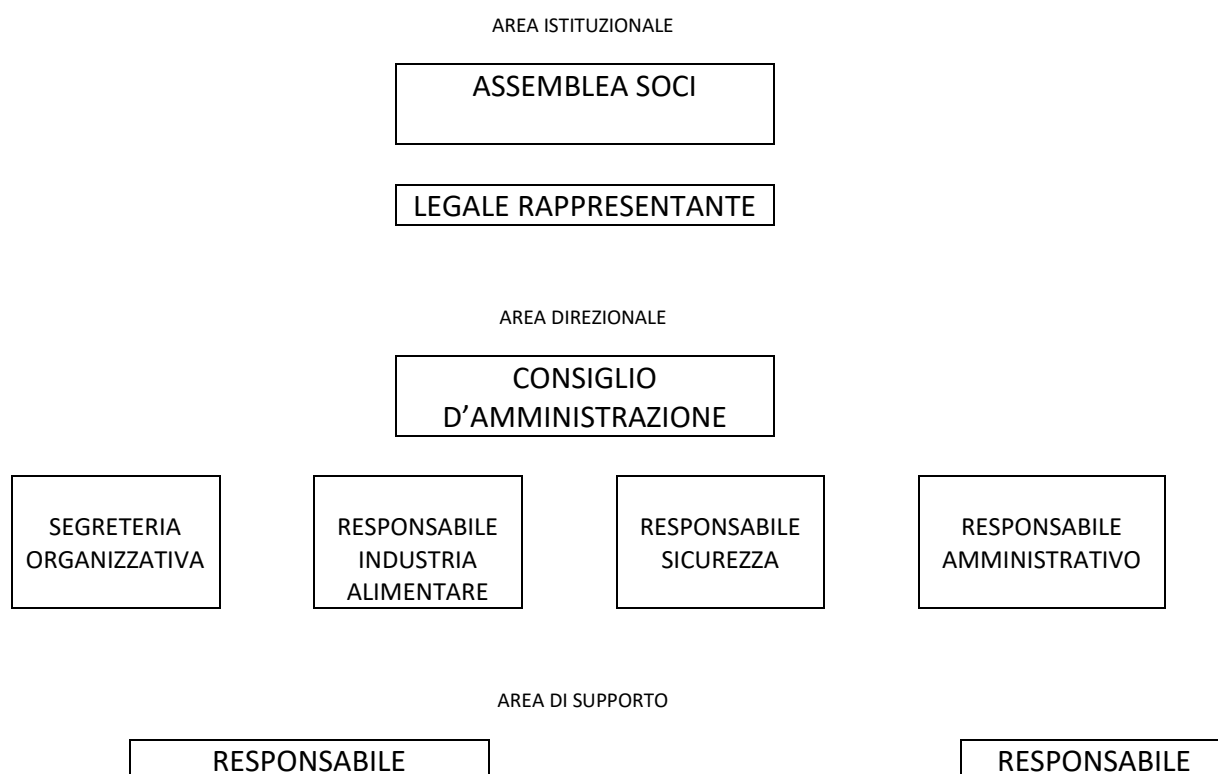 AREA ISTITUZIONALE
ASSEMBLEA SOCI
LEGALE RAPPRESENTANTE
AREA DIREZIONALE
CONSIGLIO
D’AMMINISTRAZIONE
SEGRETERIA
ORGANIZZATIVA
RESPONSABILE
INDUSTRIA
ALIMENTARE
RESPONSABILE
SICUREZZA
RESPONSABILE
AMMINISTRATIVO
AREA DI SUPPORTO
RESPONSABILE
RESPONSABILE